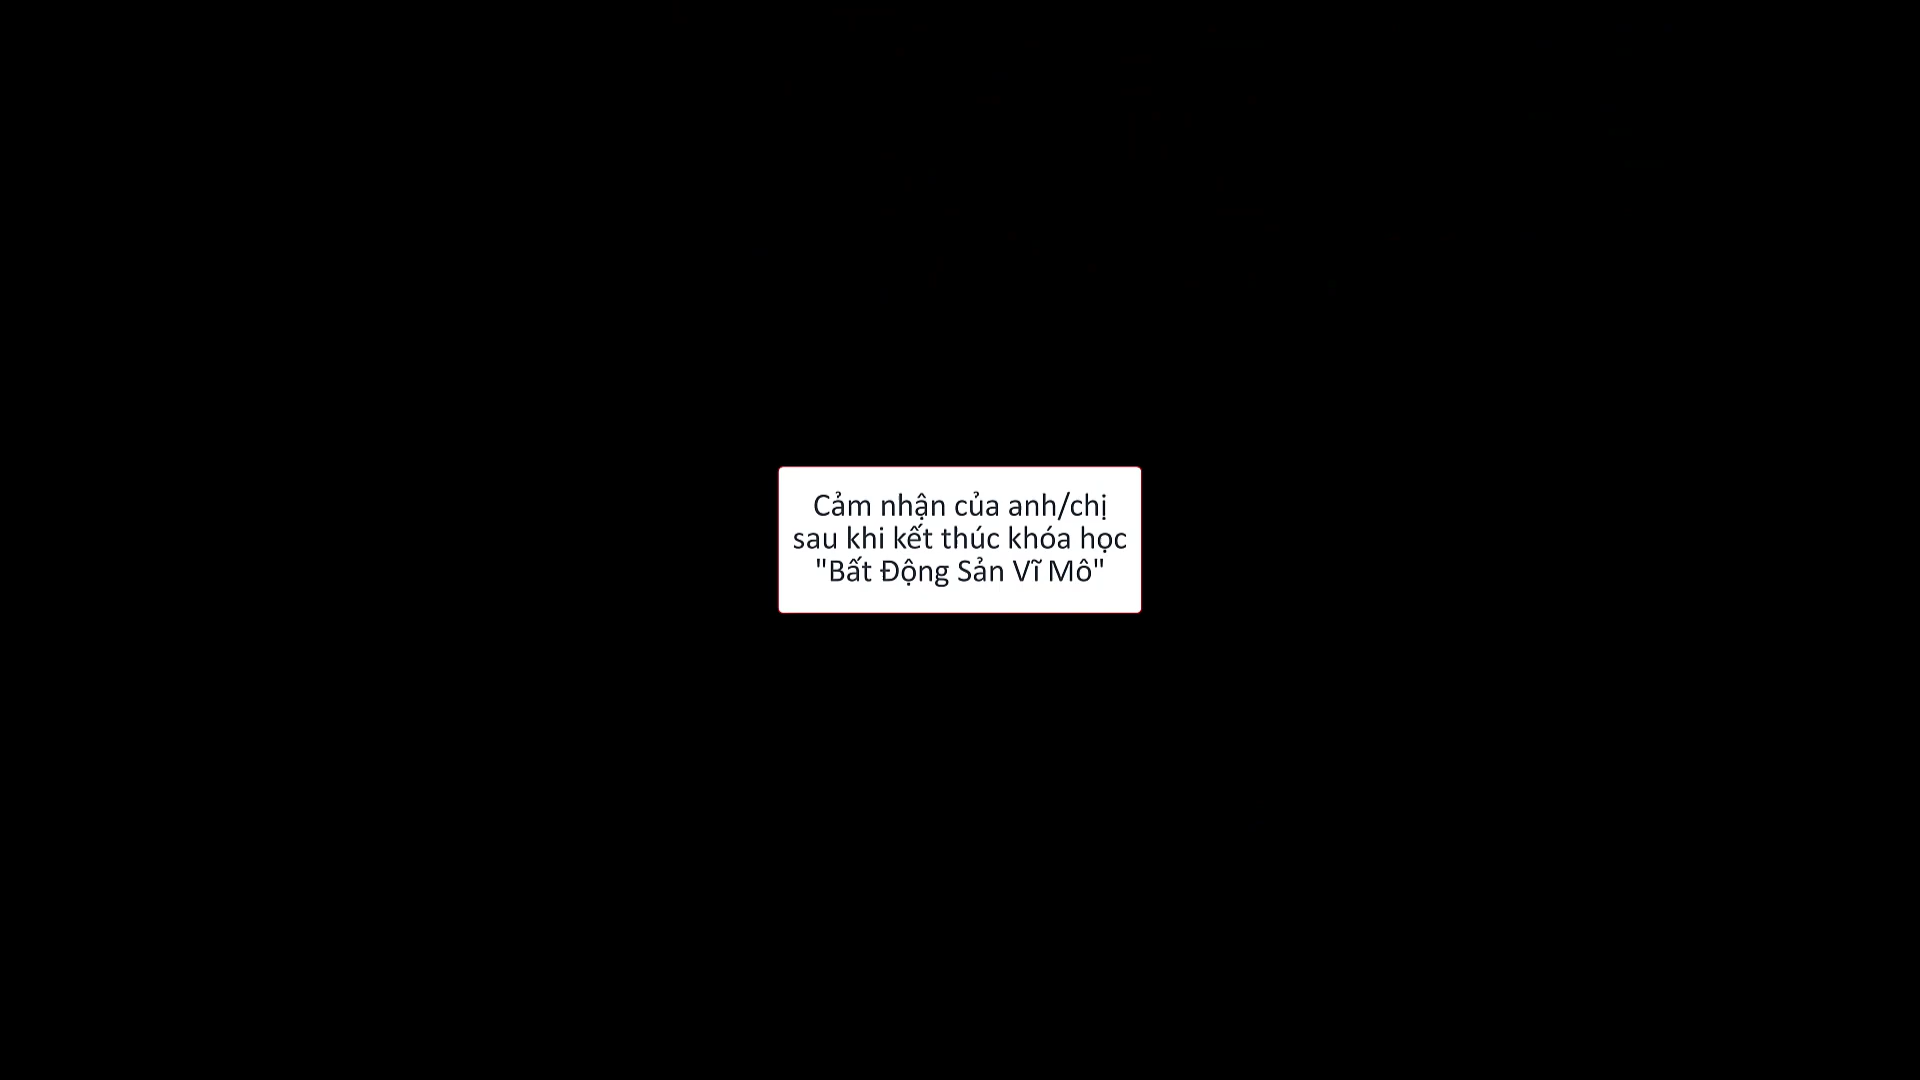 Cảm nhận của anh/chị
sau khi kết thúc khóa học
"Bất Động Sản Vĩ Mô"